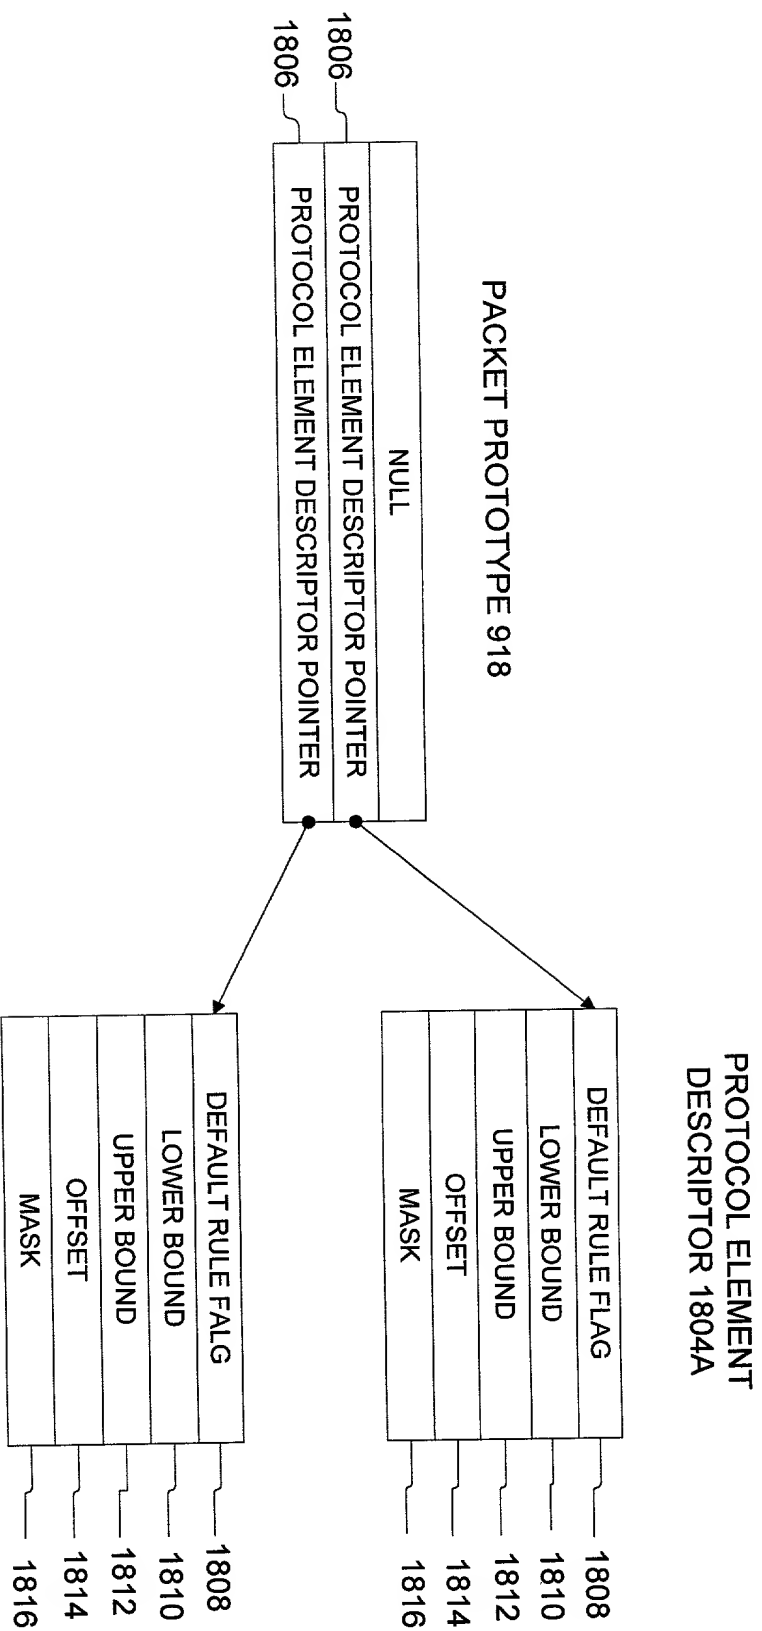 PACKET PROTOTYPE 918
NULL
PROTOCOL ELEMENT DESCRIPTOR POINTER
PROTOCOL ELEMENT DESCRIPTOR POINTER
1806
1806
PROTOCOL ELEMENT
DESCRIPTOR 1804A
DEFAULT RULE FLAG
LOWER BOUND
UPPER BOUND
OFFSET
MASK
1808
1810
1812
1814
1816
DEFAULT RULE FALG
LOWER BOUND
UPPER BOUND
OFFSET
MASK
1808
1810
1812
1814
1816